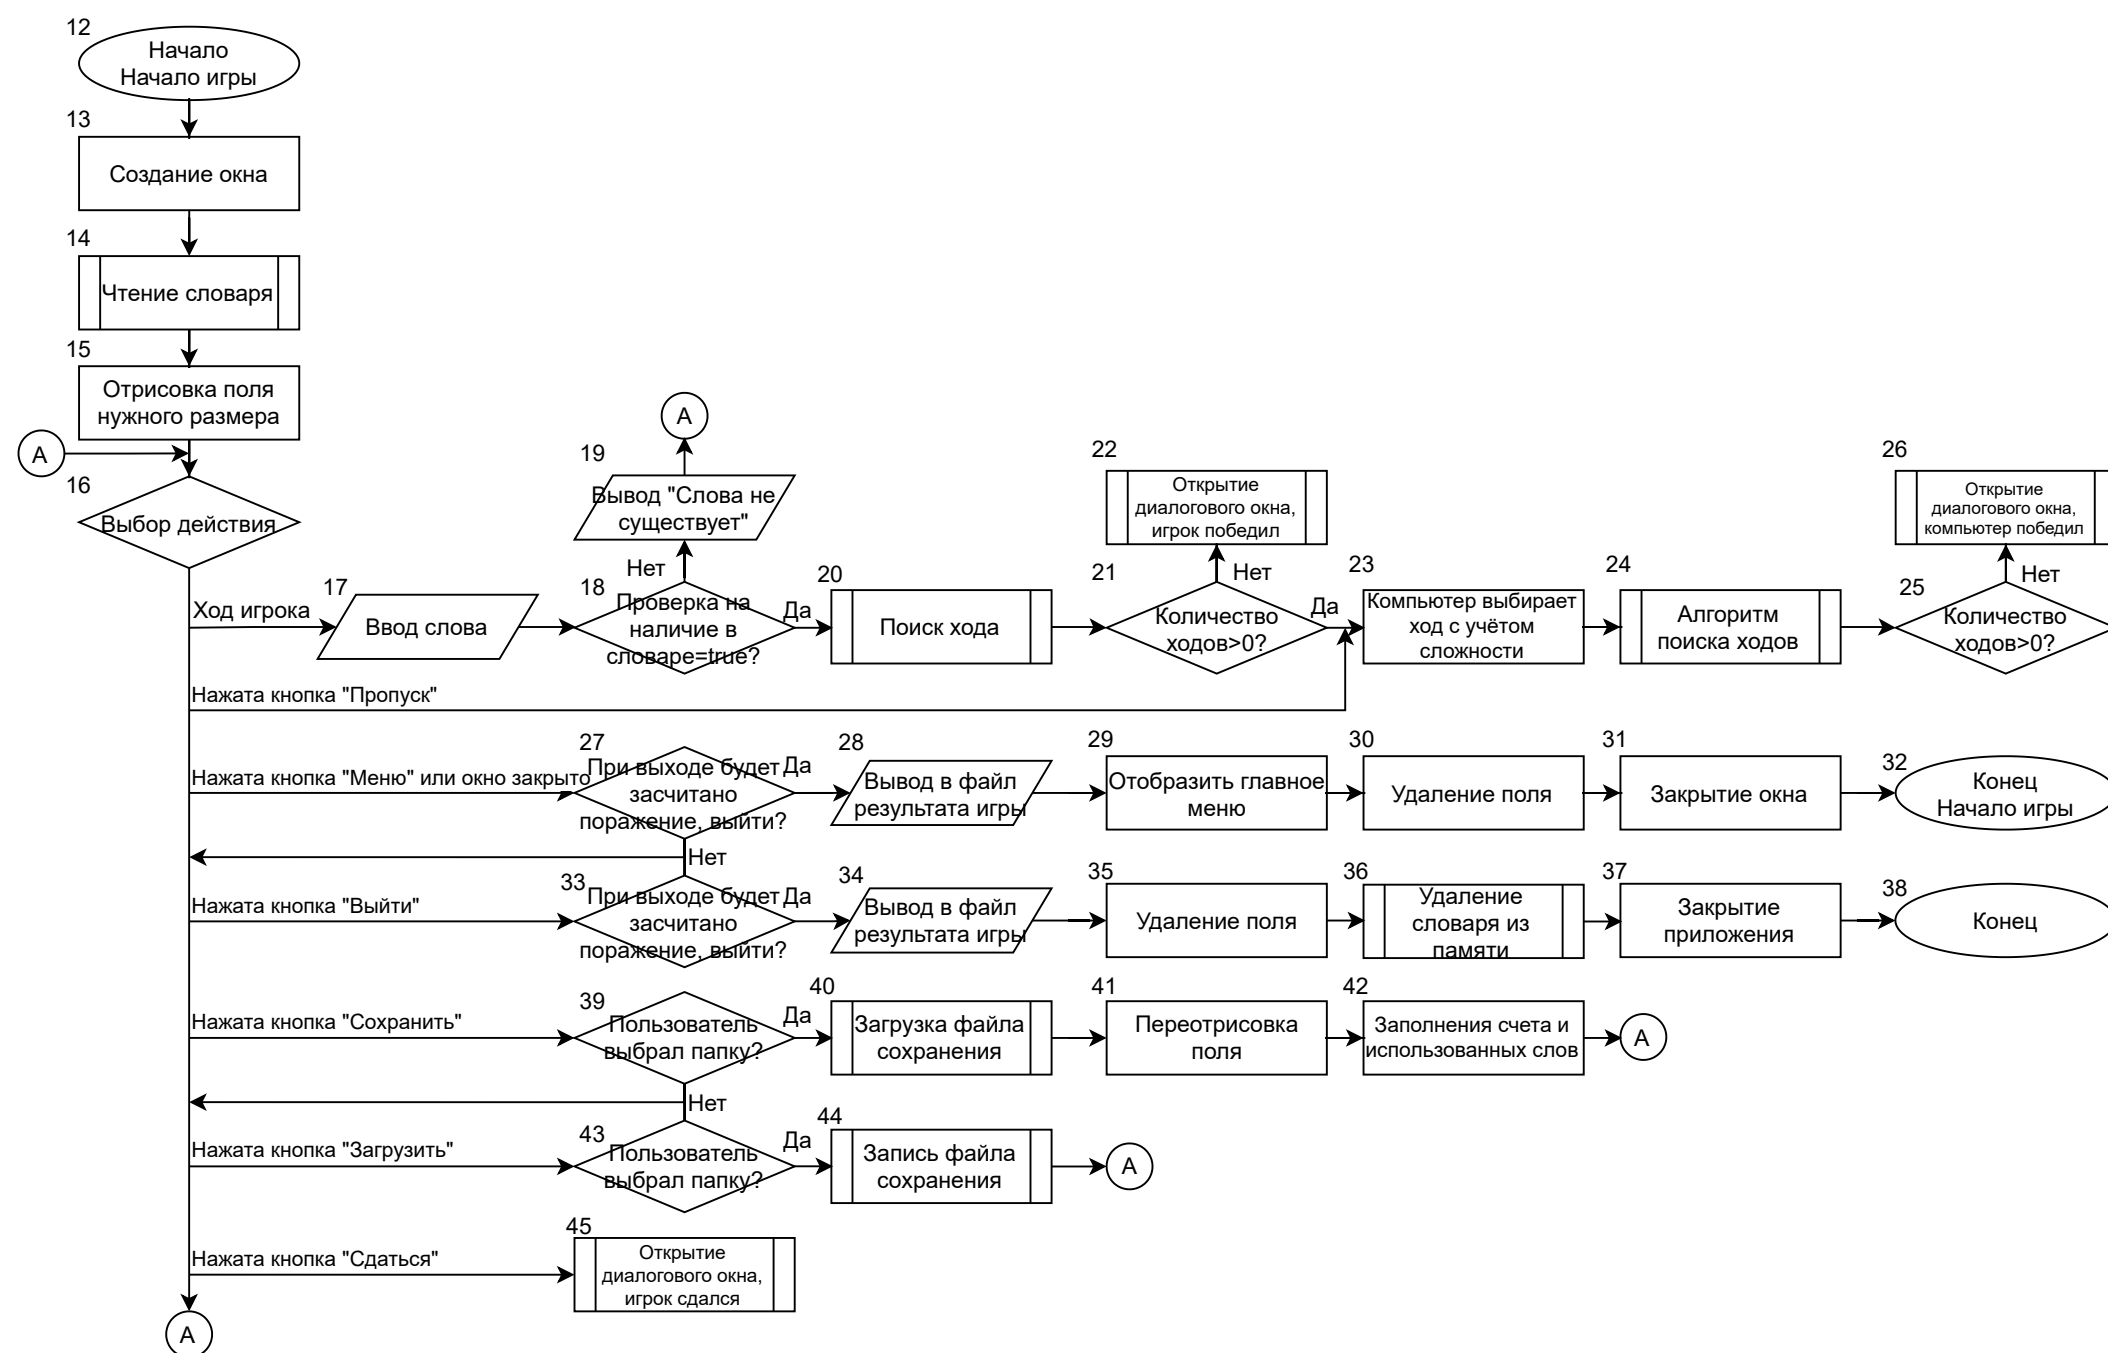 12
Начало
Начало игры
13
Создание окна
14
Чтение словаря
15
Отрисовка поля
нужного размера
A
16
Выбор действия
Ход игрока
17
Ввод слова
A
19
Вывод "Слова не
существует"
Нет
18
Проверка на
наличие в
словаре=true?
Да
20
Поиск хода
22
Открытие
диалогового окна,
игрок победил
Нет
21
Количество
ходов>0?
Да
23
Компьютер выбирает
ход с учётом
сложности
24
Алгоритм
поиска ходов
26
Открытие
диалогового окна,
компьютер победил
Нет
25
Количество
ходов>0?
Нажата кнопка "Пропуск"
Нажата кнопка "Меню" или окно закрыто
27
При выходе будет
засчитано
поражение, выйти?
Да
28
Вывод в файл
результата игры
29
Отобразить главное
меню
30
Удаление поля
31
Закрытие окна
32
Конец
Начало игры
Нет
Нажата кнопка "Выйти"
33
При выходе будет
засчитано
поражение, выйти?
Да
34
Вывод в файл
результата игры
35
Удаление поля
36
Удаление
словаря из
памяти
37
Закрытие
приложения
38
Конец
Нажата кнопка "Сохранить"
39
Пользователь
выбрал папку?
Да
40
Загрузка файла
сохранения
41
Переотрисовка
поля
42
Заполнения счета и
использованных слов
A
Нет
Нажата кнопка "Загрузить"
43
Пользователь
выбрал папку?
Да
44
Запись файла
сохранения
A
Нажата кнопка "Сдаться"
45
Открытие
диалогового окна,
игрок сдался
A